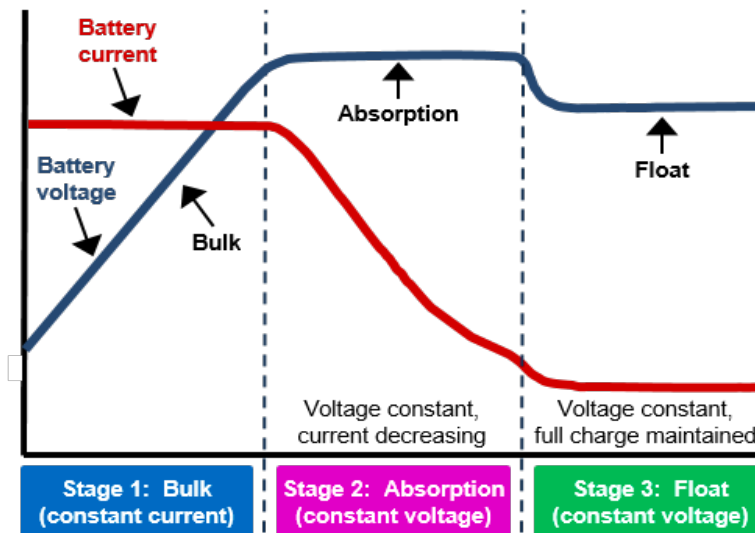 Battery
current
Absorption
Battery
voltage
Bulk
Float
Voltage constant,
current decreasing
Voltage constant,
full charge maintained
Stage 1: Bulk
(constant current)
Stage 2: Absorption
(constant voltage)
Stage 3: Float
(constant voltage)